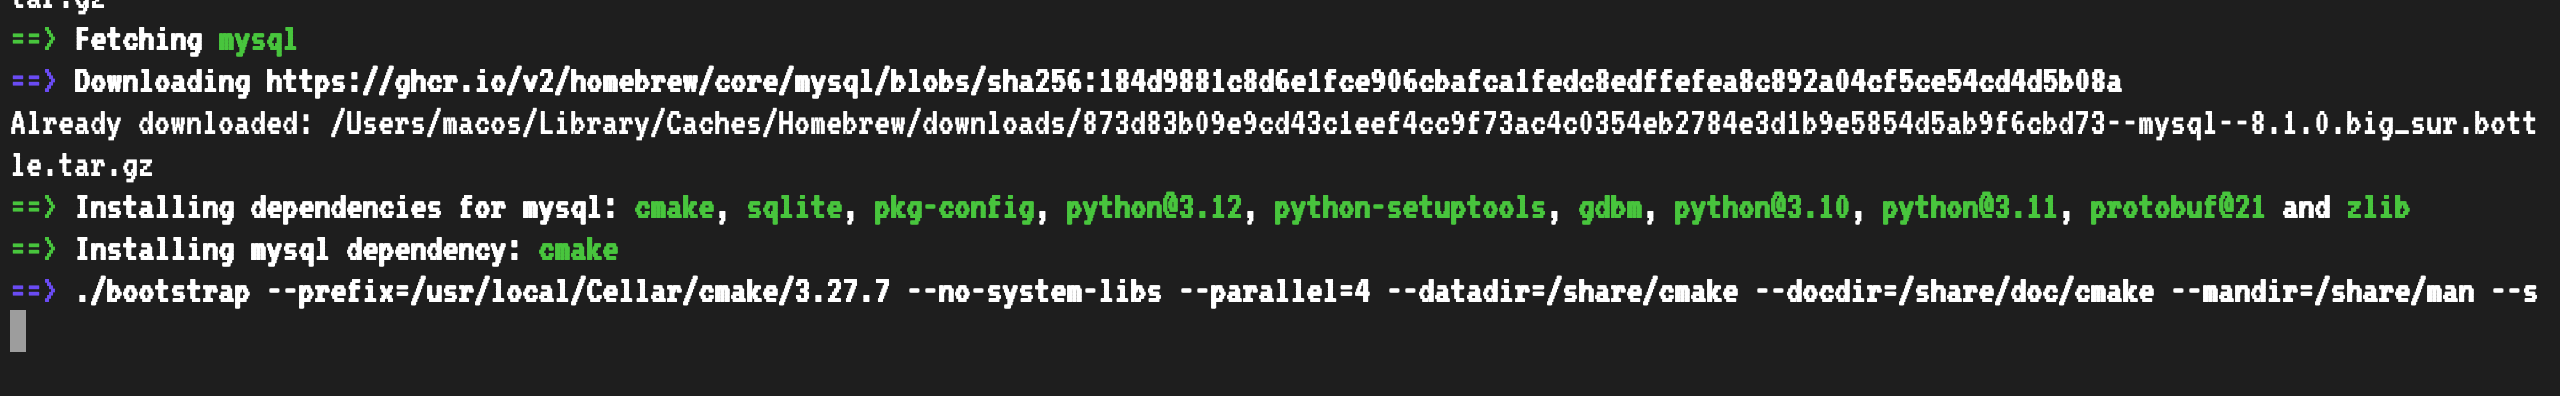 tar.gz
==> Fetching mysql
==> Downloading https://ghcr.io/v2/homebrew/core/mysql/blobs/sha256:184d9881c8d6e1fce906cbafca1fedc8edffefea8c892a04cf5ce54cd4d5b08a
Already downloaded: /Users/macos/Library/Caches/Homebrew/downloads/873d83b09e9cd43c1eef4cc9f73ac4c0354eb2784e3d1b9e5854d5ab9f6cbd73--mysql--8.1.0.big_sur.bott
le.tar.gz
==> Installing dependencies for mysql: cmake, sqlite, pkg-config, python@3.12, python-setuptools, gdbm, python@3.10, python@3.11, protobuf@21 and zlib
==> Installing mysql dependency: cmake
==> ./bootstrap --prefix=/usr/local/Cellar/cmake/3.27.7 --no-system-libs --parallel=4 --datadir=/share/cmake --docdir=/share/doc/cmake --mandir=/share/man --s